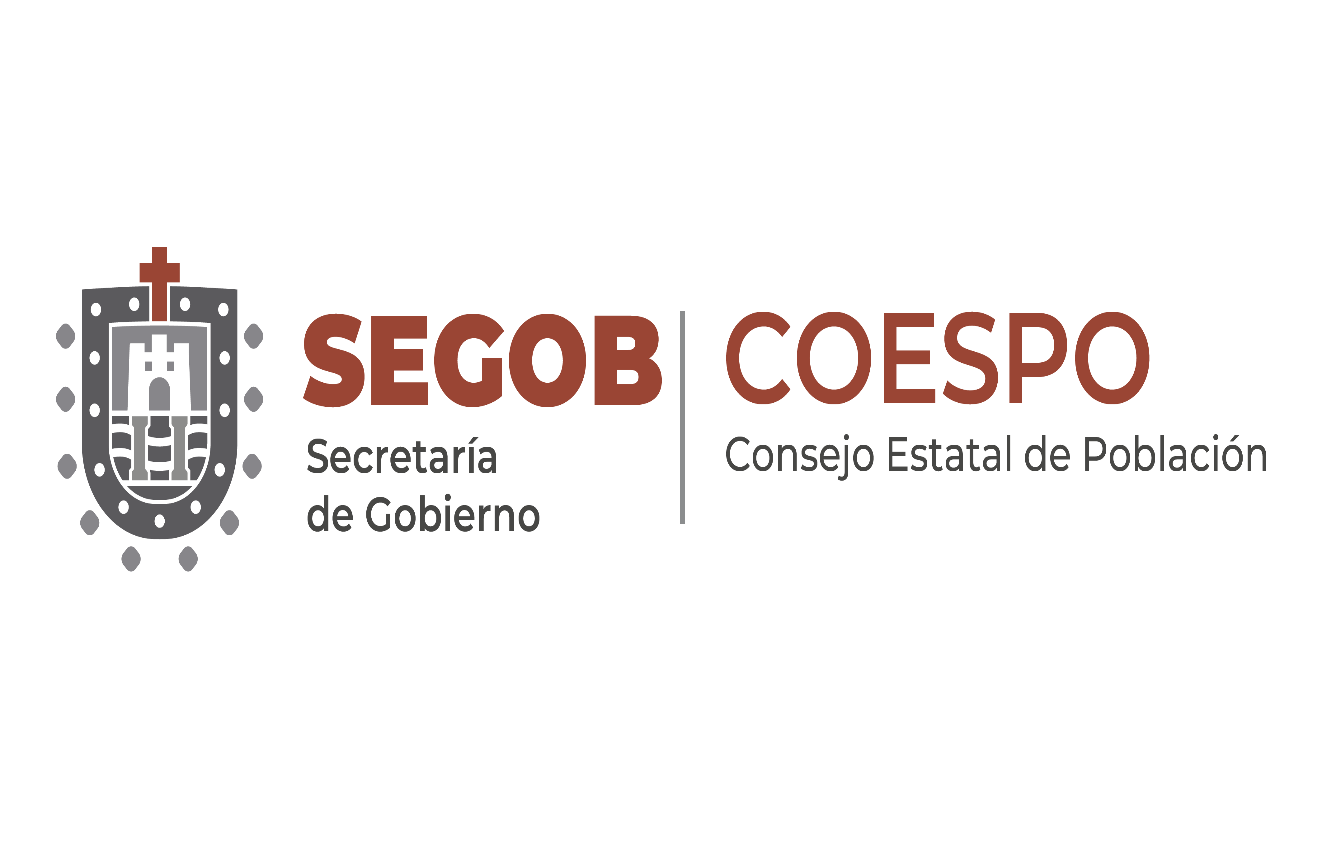 SEGOB
Secretaría
de Gobierno
COESPO
Consejo Estatal de Población